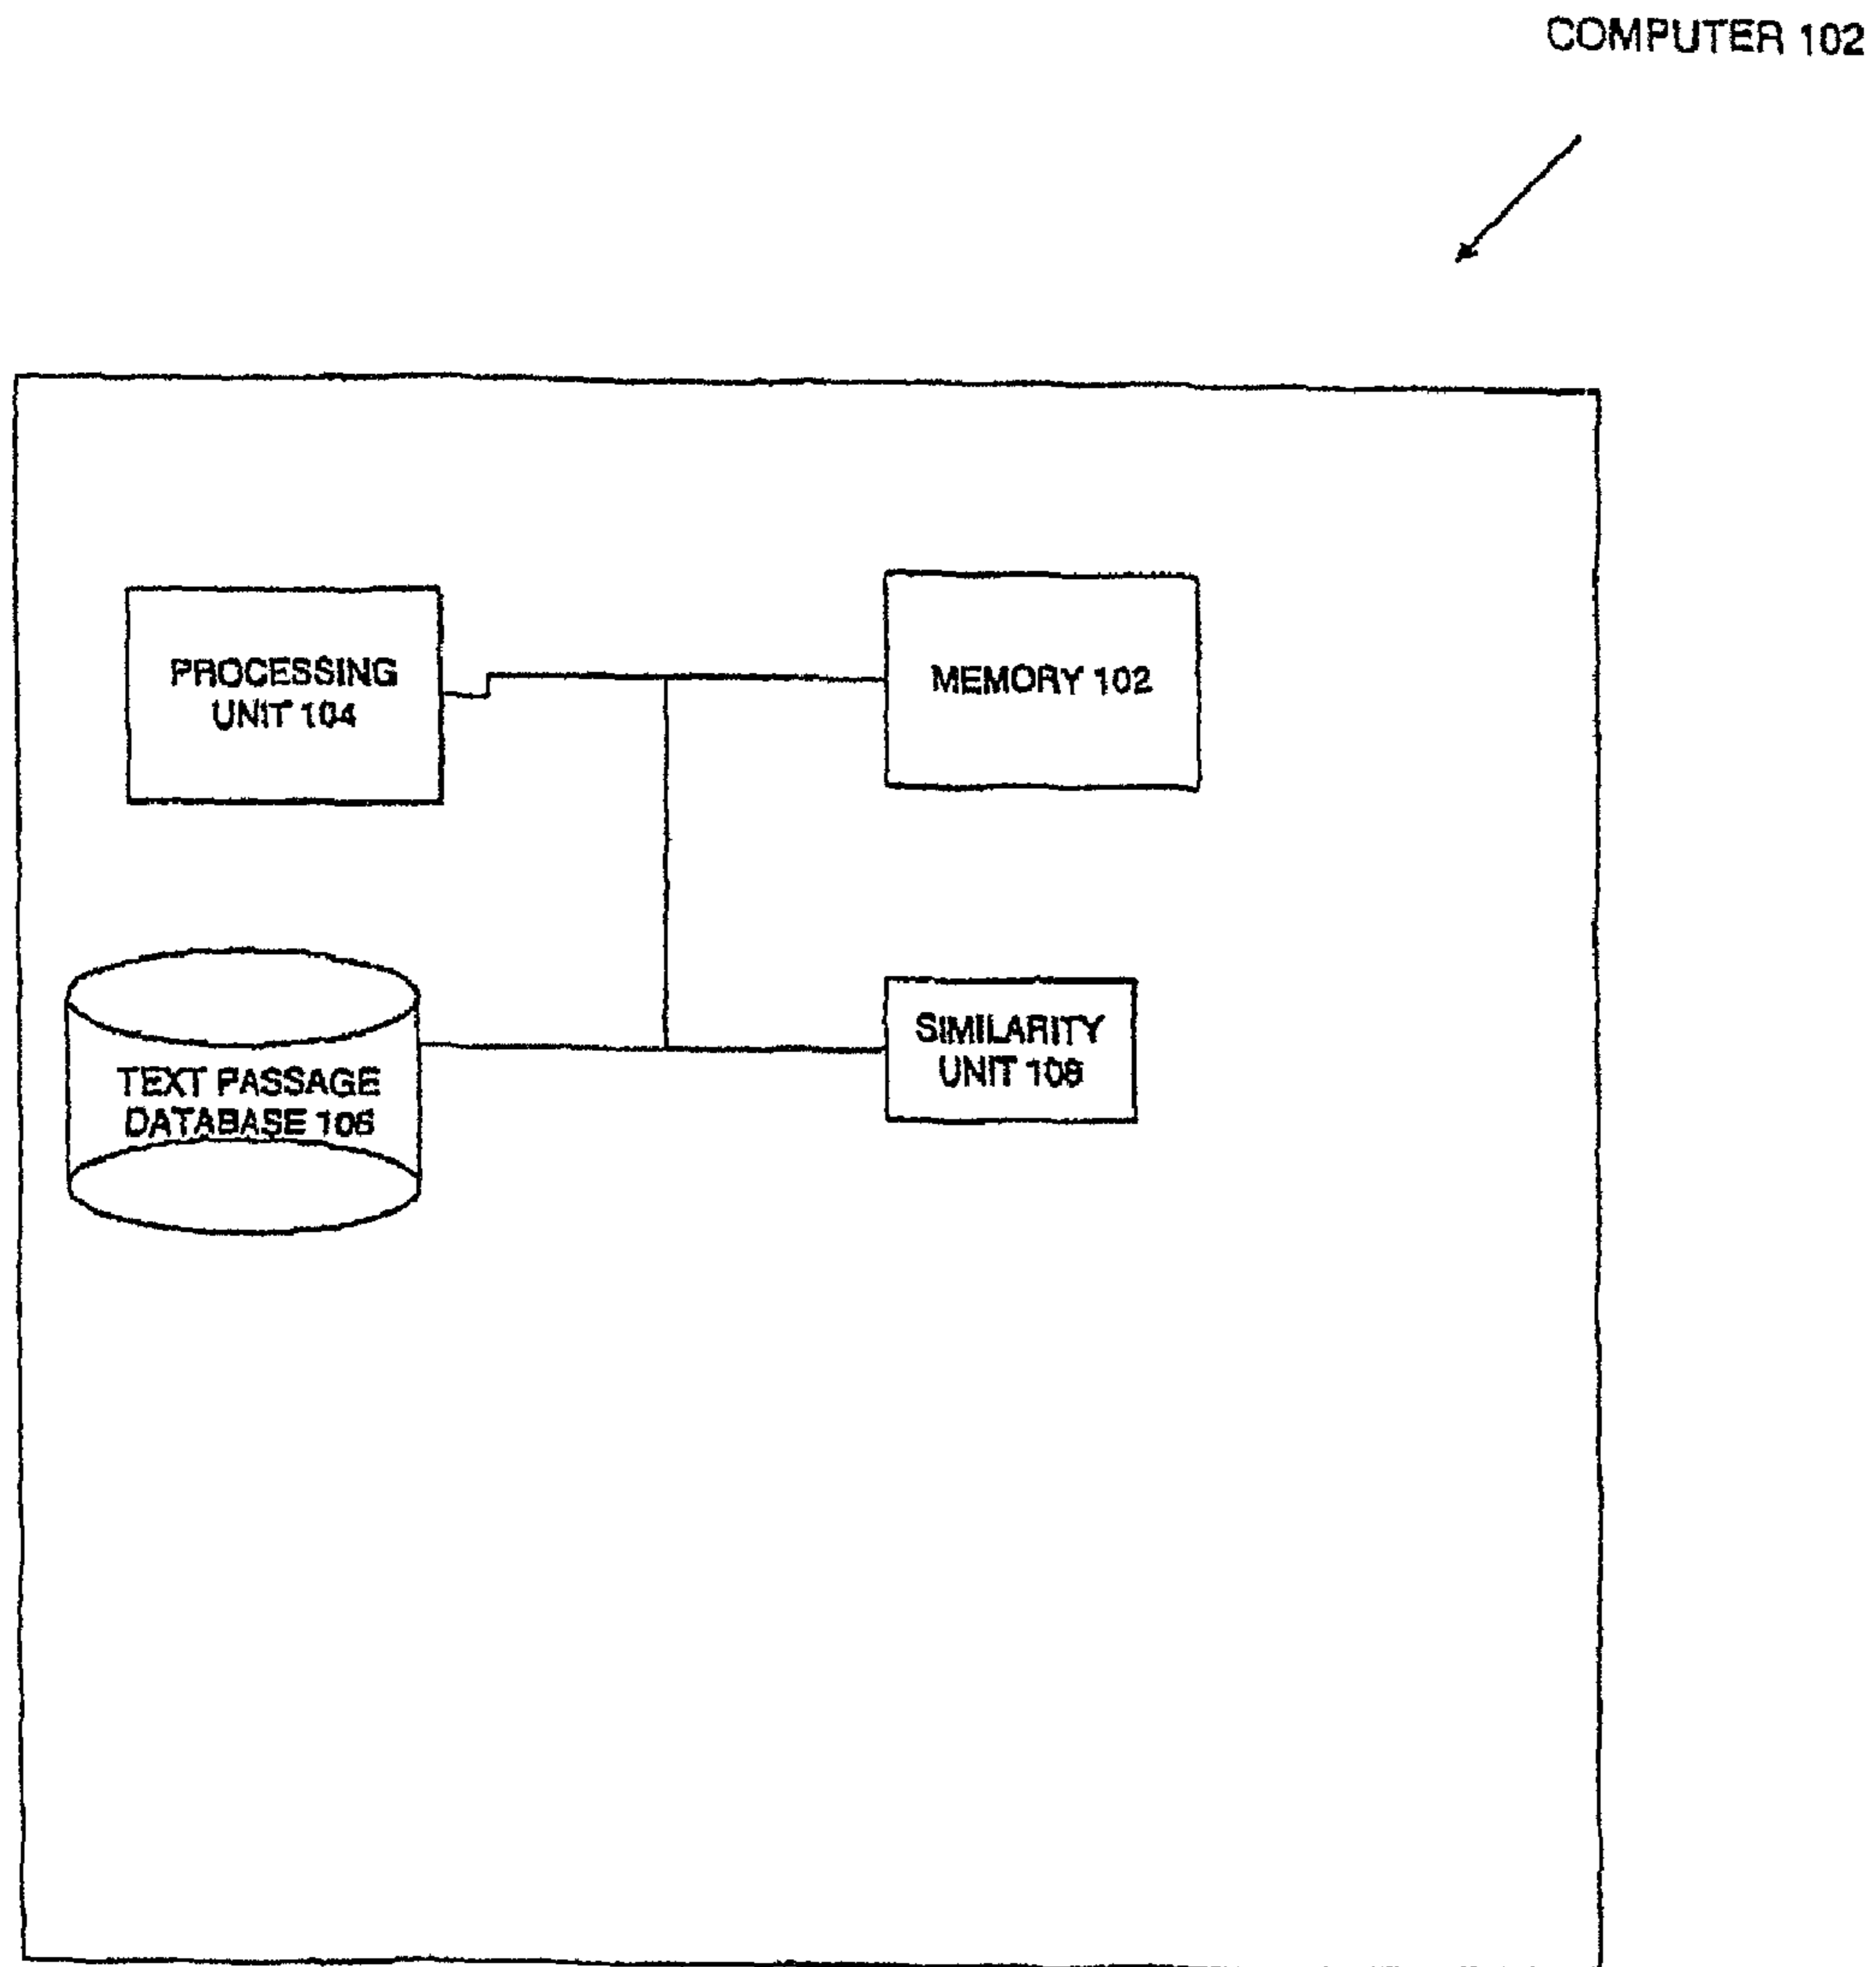 COMPUTER 102
PROCESSING
UNIT 104
MEMORY 102
TEXT PASSAGE
DATABASE 106
SIMILARITY
UNIT 108